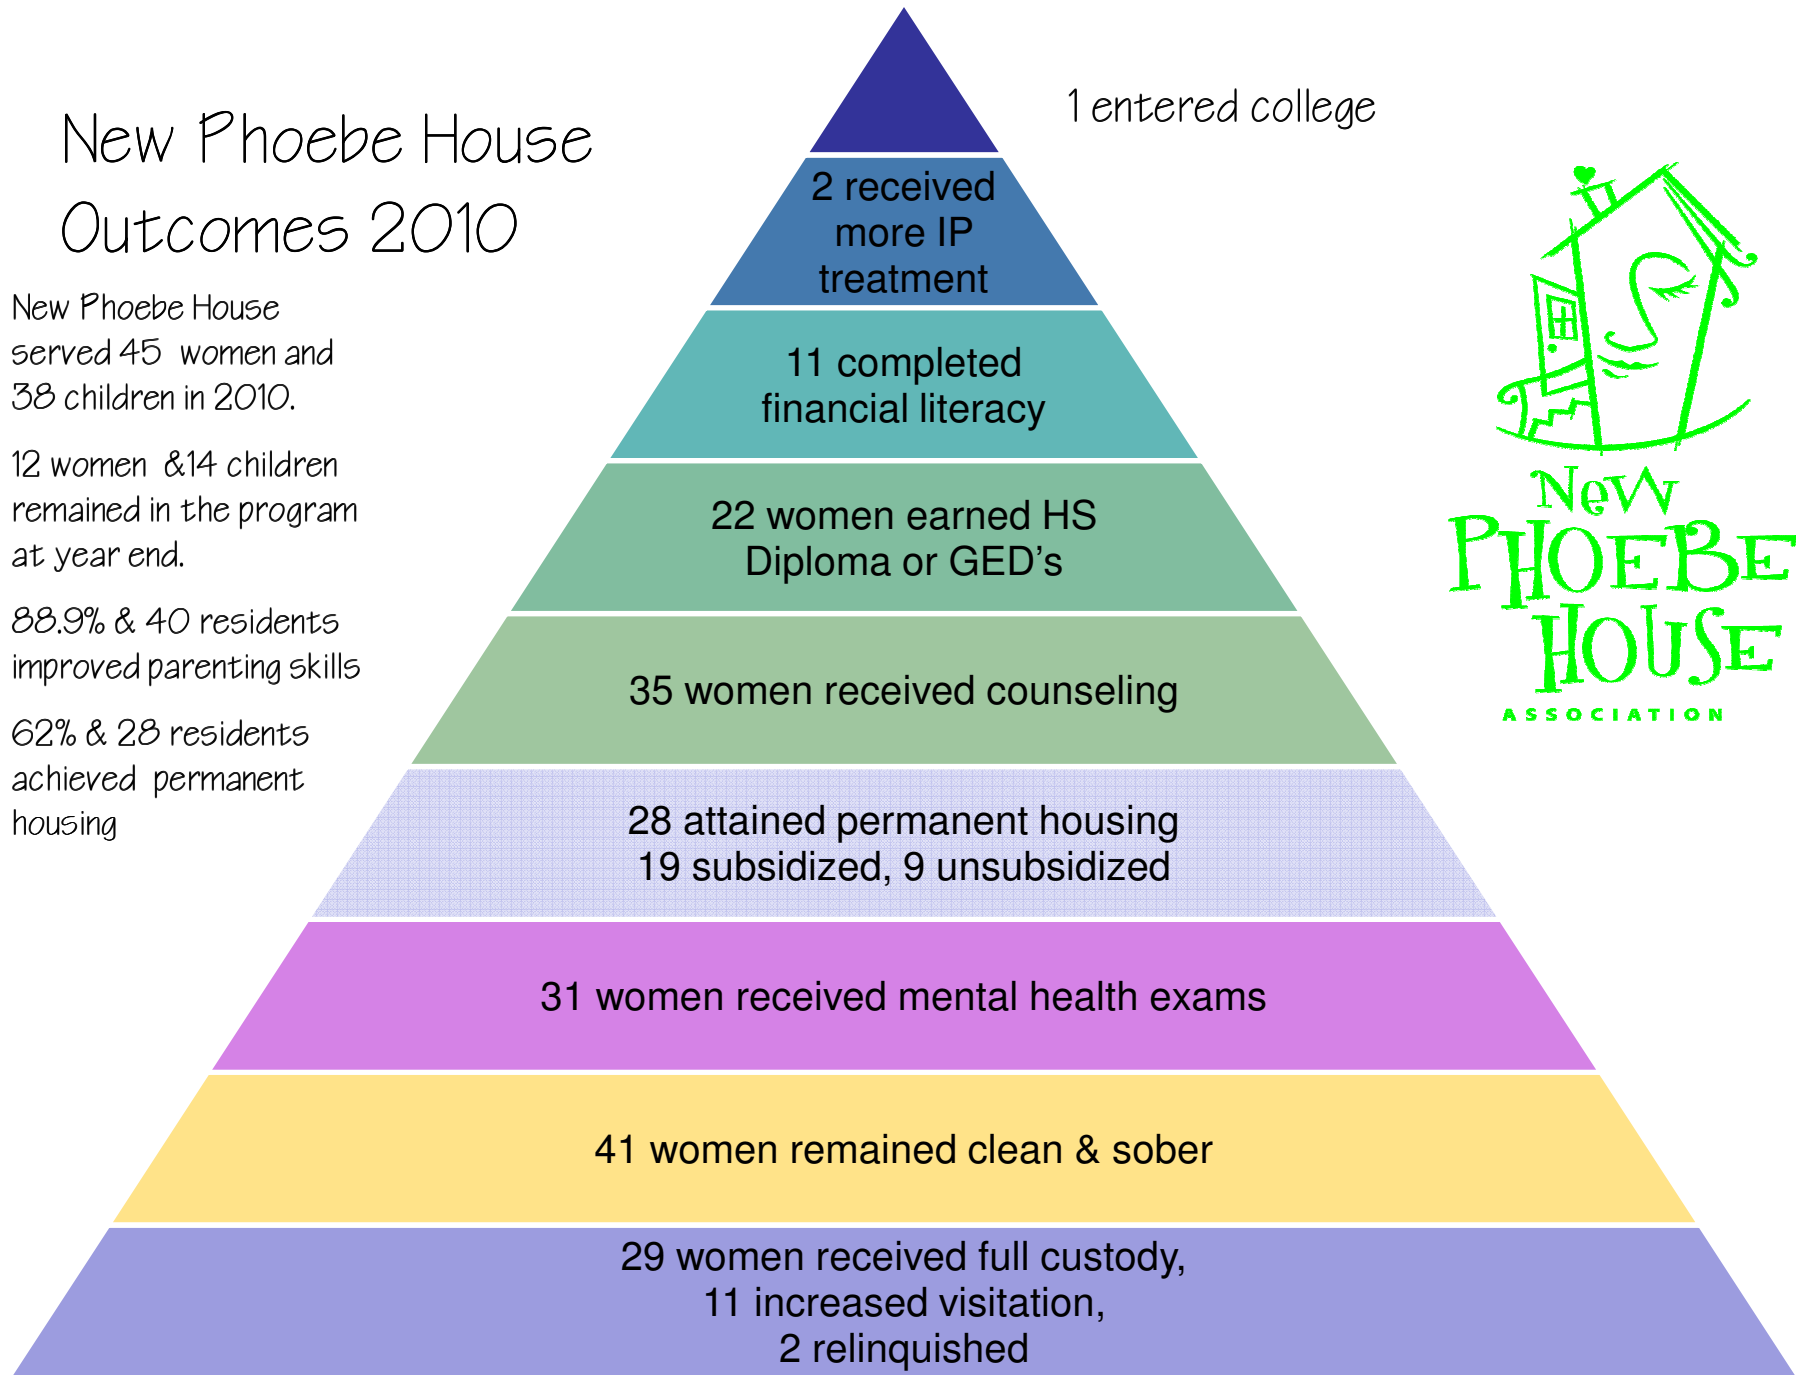 New Phoebe House
Outcomes 2010
New Phoebe House
served 45 women and
38 children in 2010.
12 women &14 children
remained in the program
at year end.
88.9% & 40 residents
improved parenting skills
62% & 28 residents
achieved permanent
housing
1 entered college
2 received
more IP
treatment
11 completed
financial literacy
22 women earned HS
Diploma or GED’s
35 women received counseling
28 attained permanent housing
19 subsidized, 9 unsubsidized
31 women received mental health exams
41 women remained clean & sober
29 women received full custody,
11 increased visitation,
2 relinquished
New
PHOEBE
HOUSE
ASSOCIATION